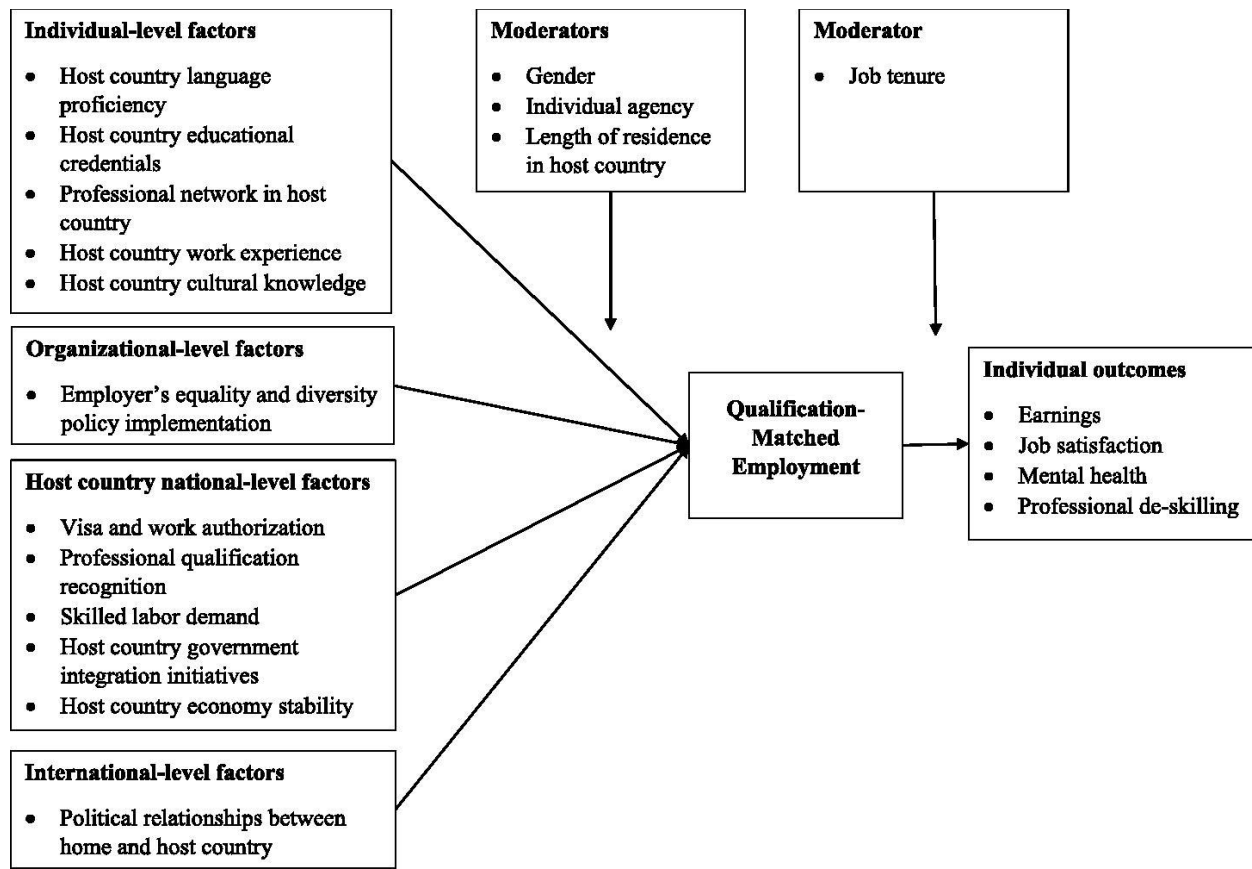 Individual-level factors
• Host country language
proficiency
• Host country educational
credentials
• Professional network in host
country
• Host country work experience
• Host country cultural knowledge
Moderators
• Gender
• Individual agency
• Length of residence
in host country
Moderator
• Job tenure
Organizational-level factors
• Employer's equality and diversity
policy implementation
Host country national-level factors
• Visa and work authorization
• Professional qualification
recognition
• Skilled labor demand
• Host country government
integration initiatives
• Host country economy stability
International-level factors
• Political relationships between
home and host country
Qualification-
Matched
Employment
Individual outcomes
• Earnings
• Job satisfaction
• Mental health
• Professional de-skilling